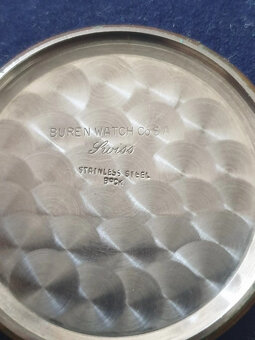 BUREN WATCH Co S A
Swiss
STAINLESS STEEL
BACK